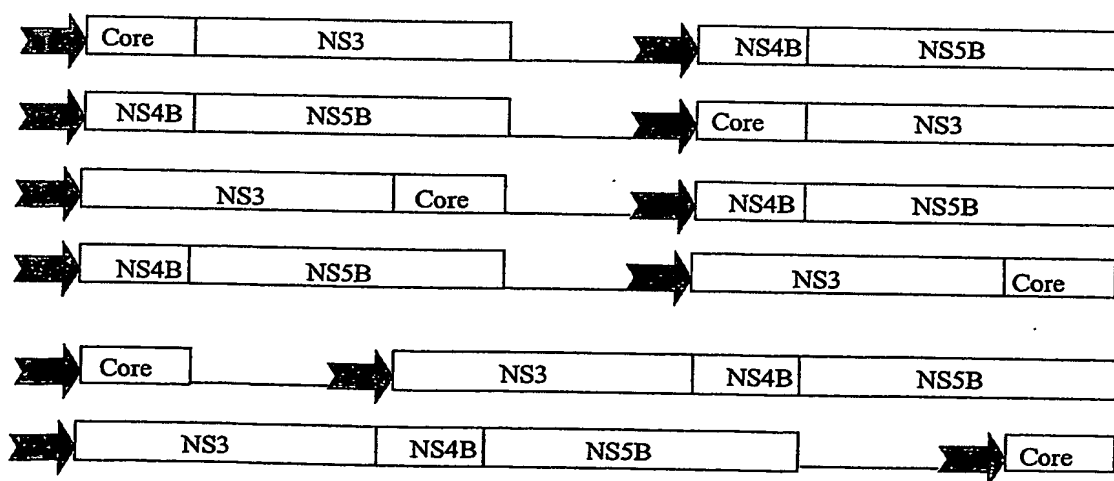 Core NS3 NS4B NS5B
NS4B NS5B Core NS3
NS3 Core NS4B NS5B
NS4B NS5B NS3 Core
Core NS3 NS4B NS5B
NS3 NS4B NS5B Core